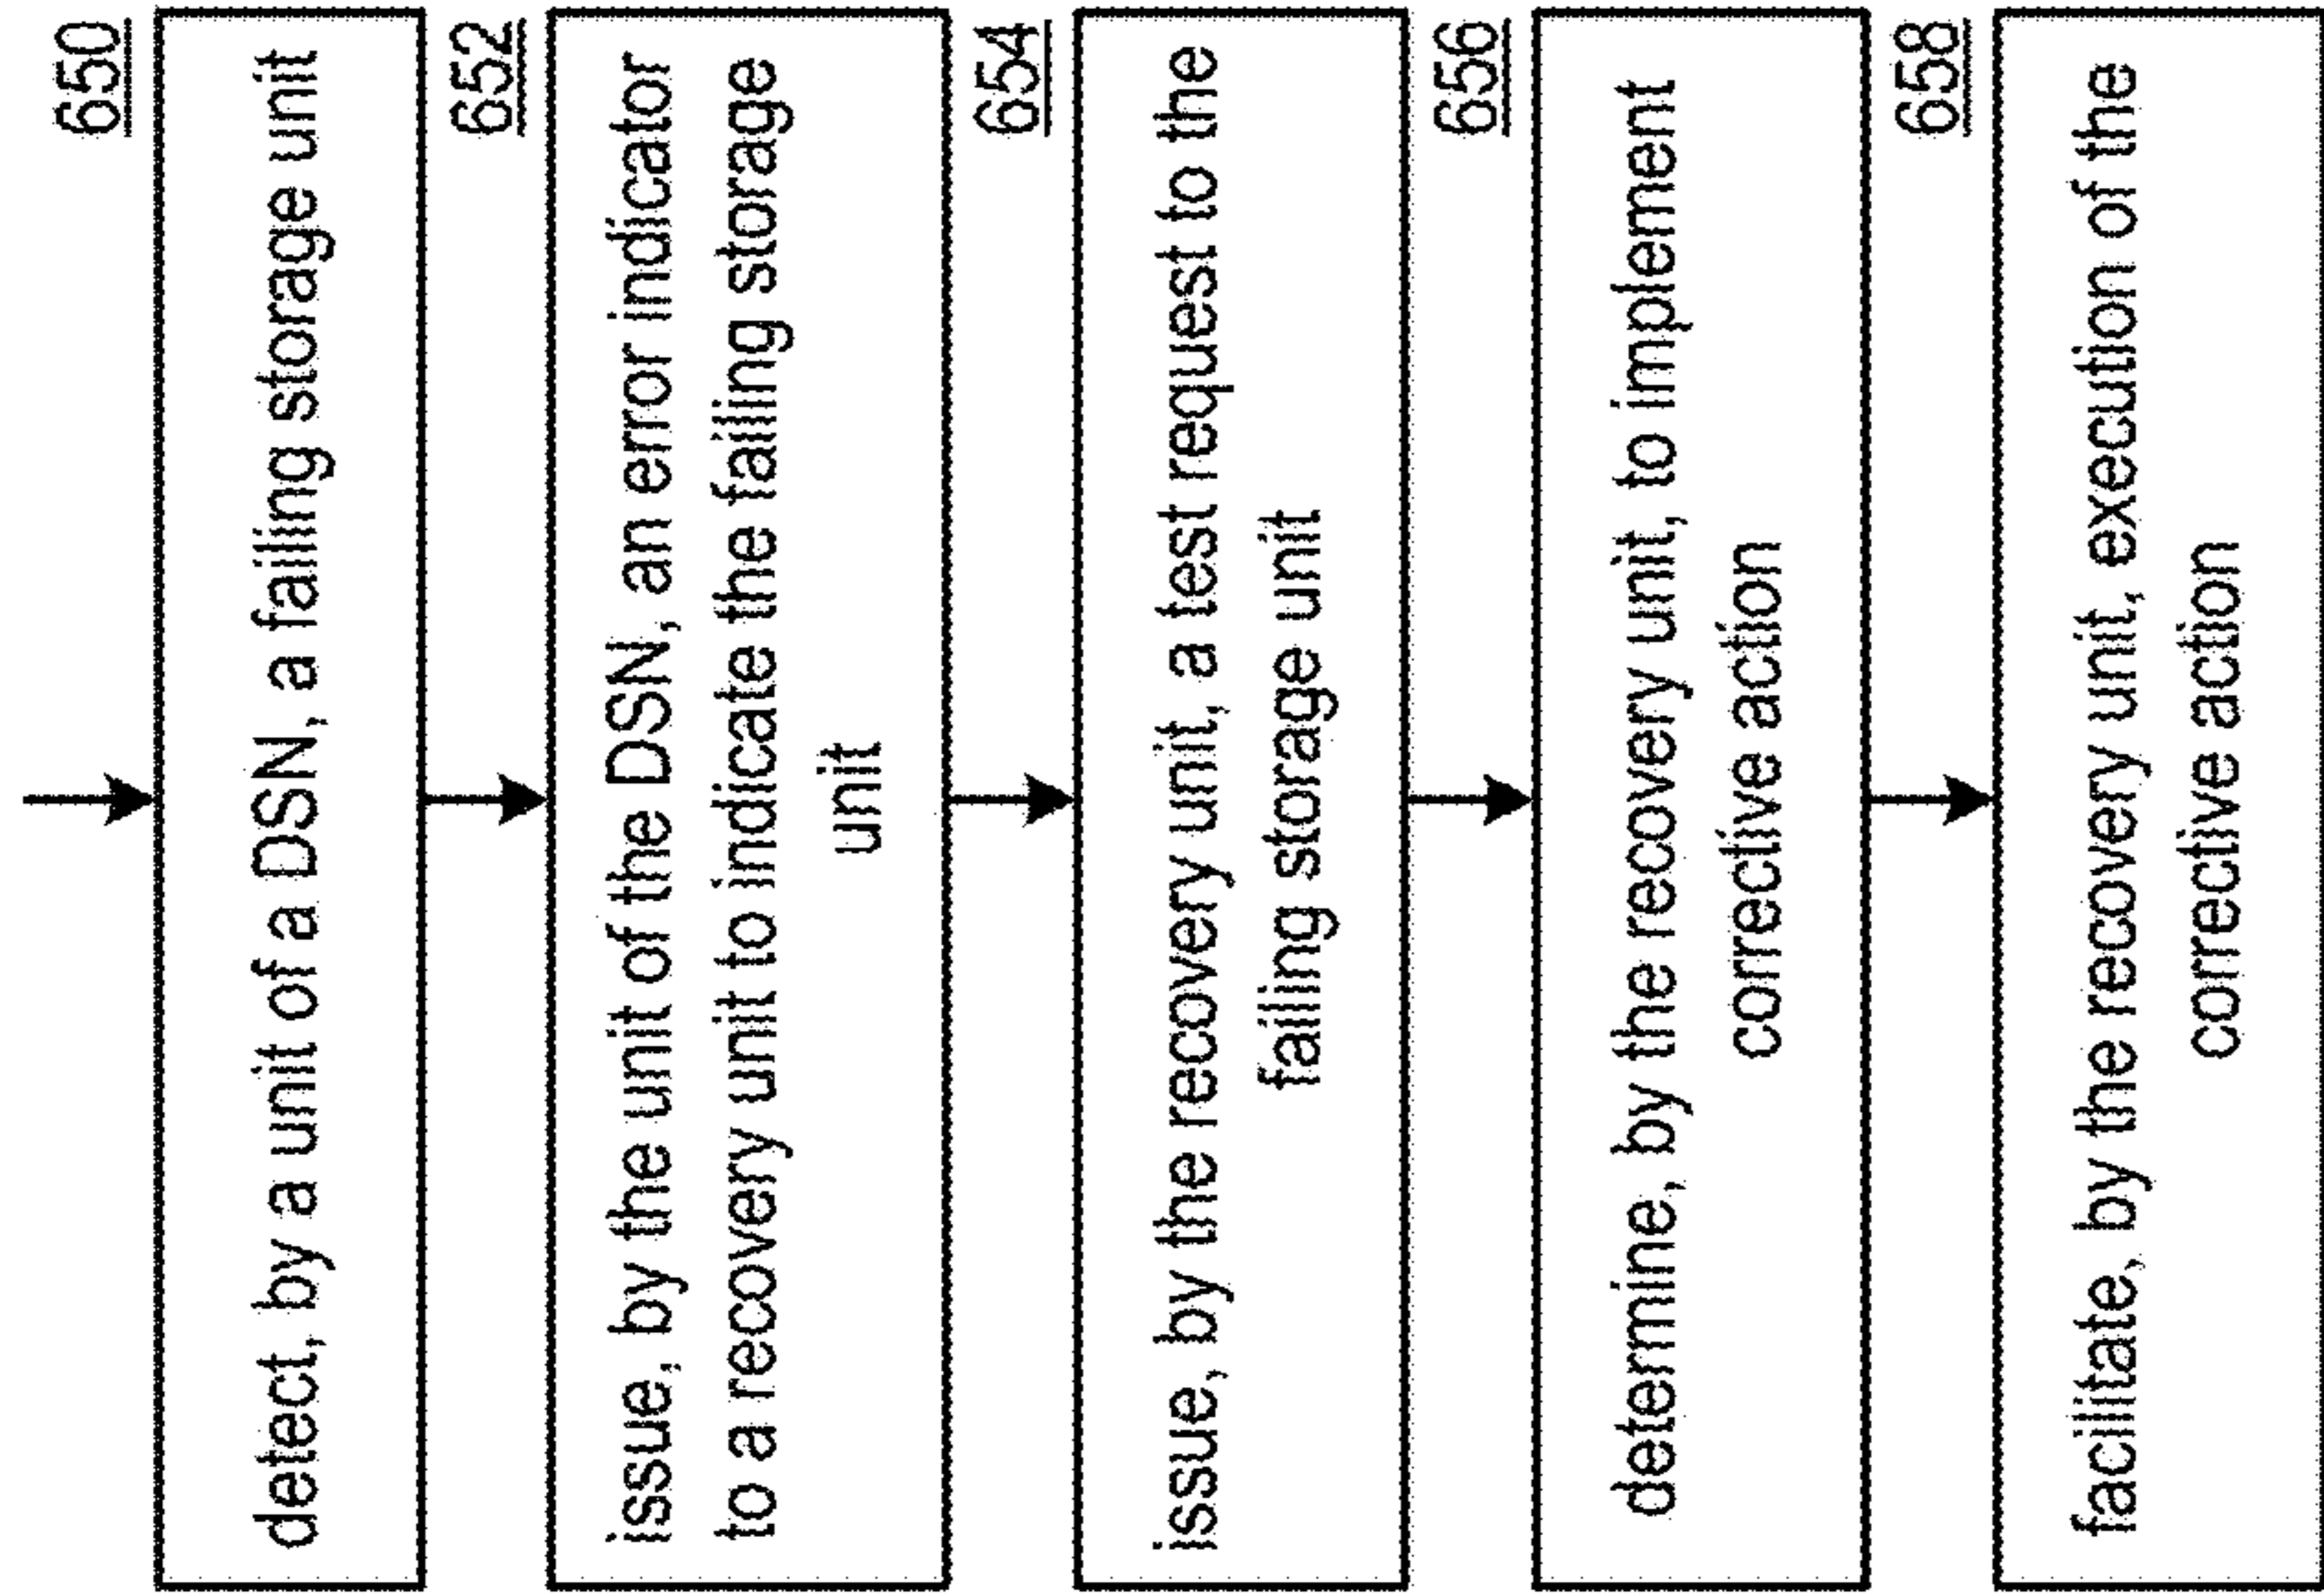 650
detect, by a unit of a DSN, a failing storage unit
652
issue, by the unit of the DSN, an error indicator
to a recovery unit to indicate the failing storage
unit
654
issue, by the recovery unit, a test request to the
failing storage unit
656
determine, by the recovery unit, to implement
corrective action
658
facilitate, by the recovery unit, execution of the
corrective action